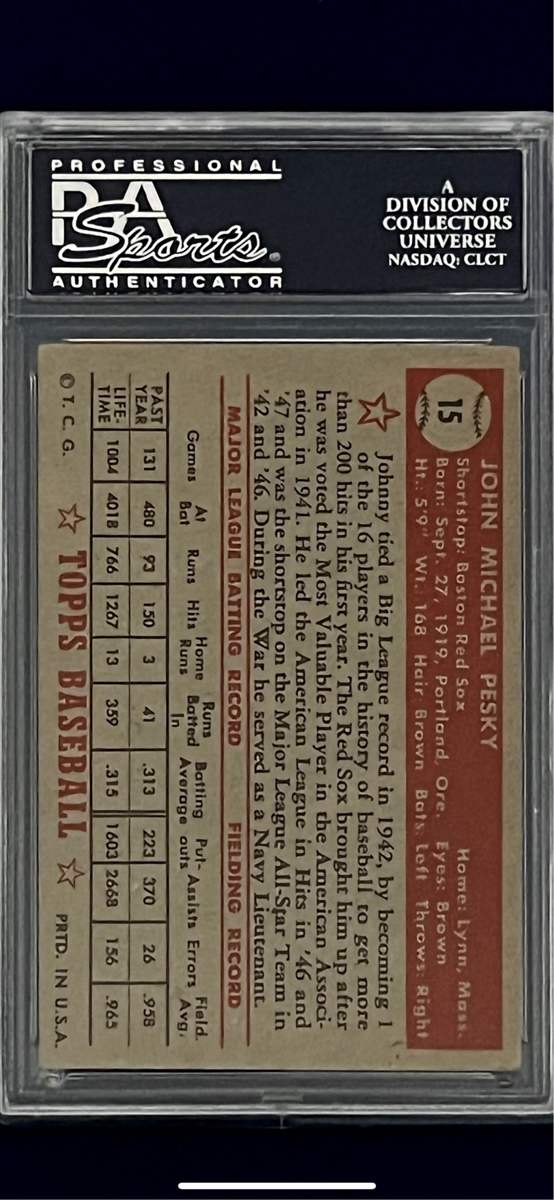 PROFESSIONAL
PSA
Sports.
AUTHENTICATOR
A
DIVISION OF
COLLECTORS
UNIVERSE
NASDAQ: CLCT
15
JOHN MICHAEL PESKY
Shortstop: Boston Red Sox Home: Lynn, Mass.
Born: Sept. 27, 1919, Portland, Ore. Eyes: Brown
Ht.: 5'9" Wt. 168 Hair Brown Bats: Left Throws: Right
Johnny tied a Big League record in 1942, by becoming 1
of the 16 players in the history of baseball to get more
than 200 hits in his first year. The Red Sox brought him up after
he was voted the Most Valuable Player in the American Associ-
ation in 1941. He led the American League in Hits in '46 and
'47 and was the shortstop on the Major League All-Star Team in
'42 and '46. During the War he served as a Navy Lieutenant.
MAJOR LEAGUE BATTING RECORD FIELDING RECORD
Games At Bat Runs Hits Home Runs Runs Batted In Batting Average Put-outs Assists Errors Field. Avg.
PAST YEAR 131 480 93 150 3 41 .313 223 370 26 .958
LIFE-TIME 1004 4018 766 1267 13 359 .315 1603 2668 156 .965
© T. C. G. TOPPS BASEBALL PRTD. IN U.S.A.